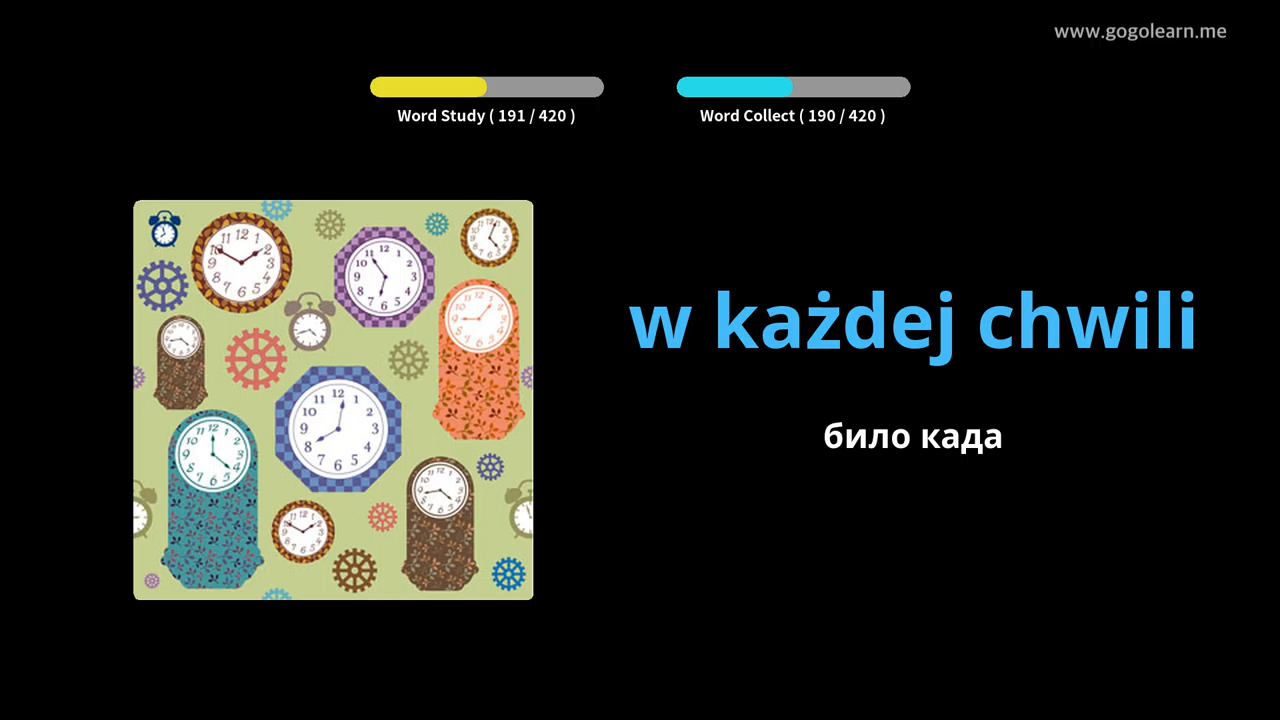 www.gogolearn.me
Word Study ( 191 / 420 )
Word Collect ( 190 / 420 )
w każdej chwili
било када